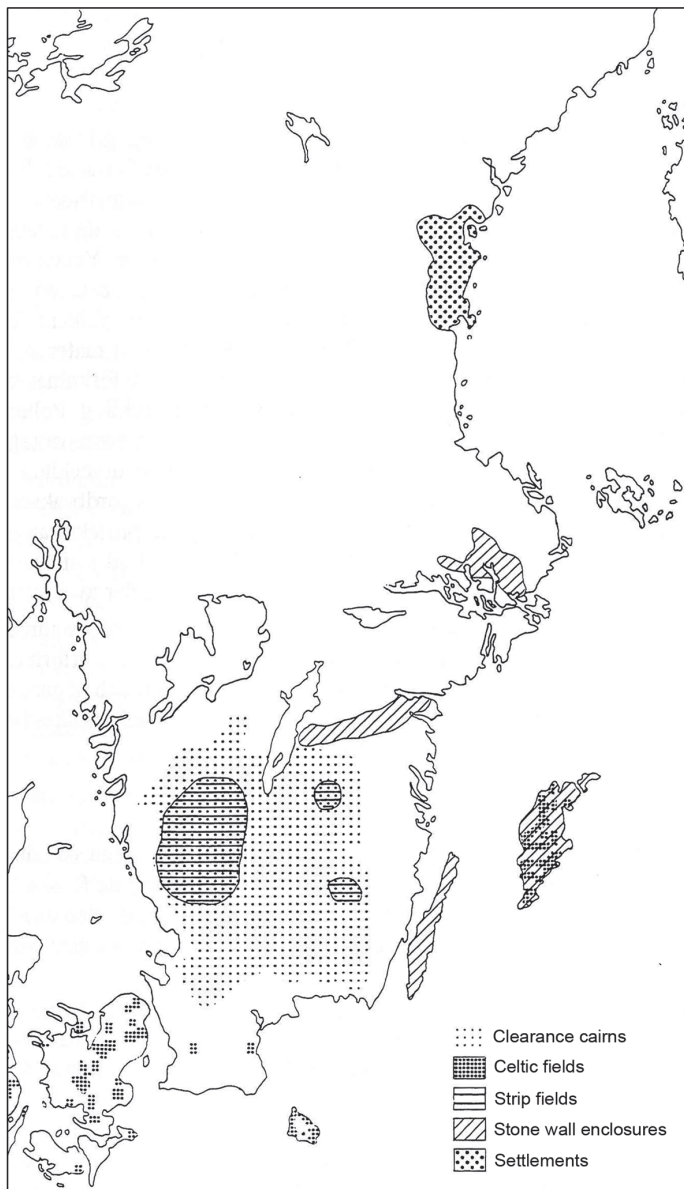 Clearance cairns
Celtic fields
Strip fields
Stone wall enclosures
Settlements